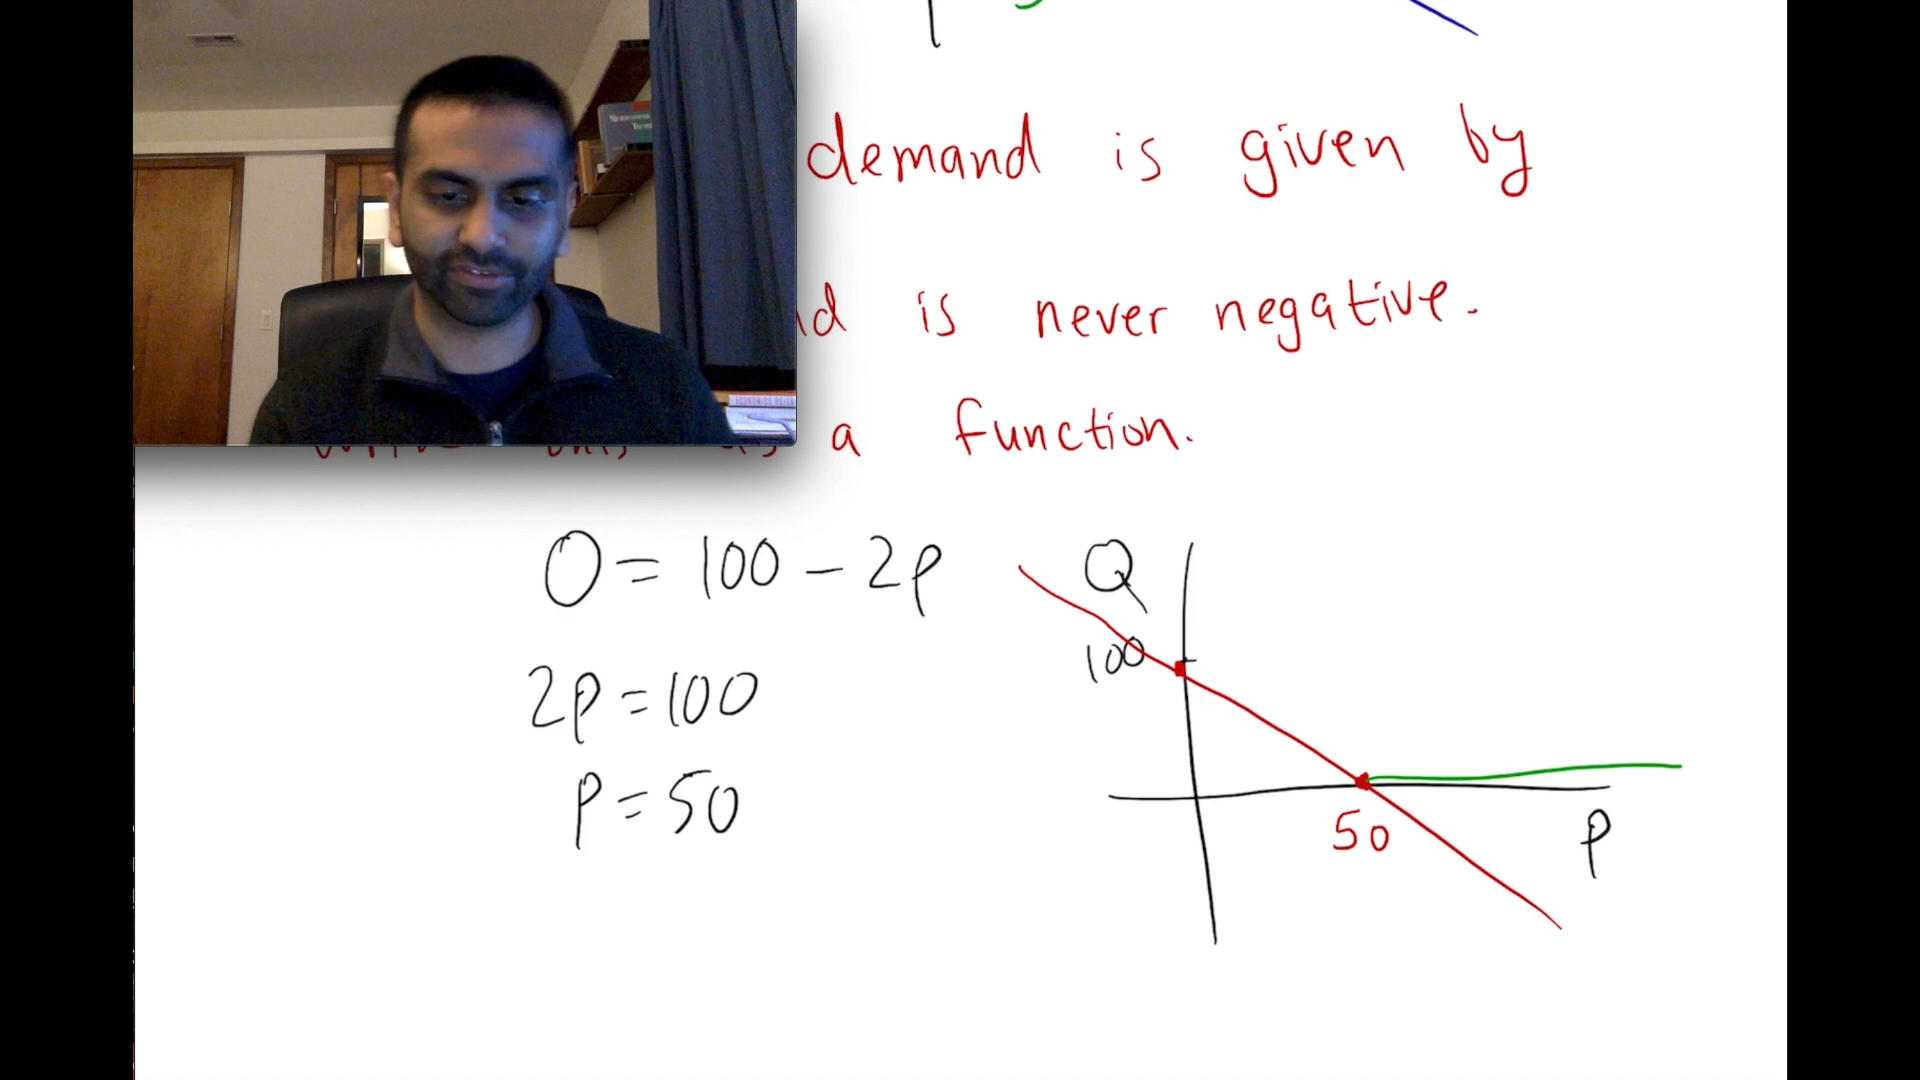 demand is given by
is never negative.
a function.
0 = 100 - 2p
2p = 100
p = 50
Q
100
50
p